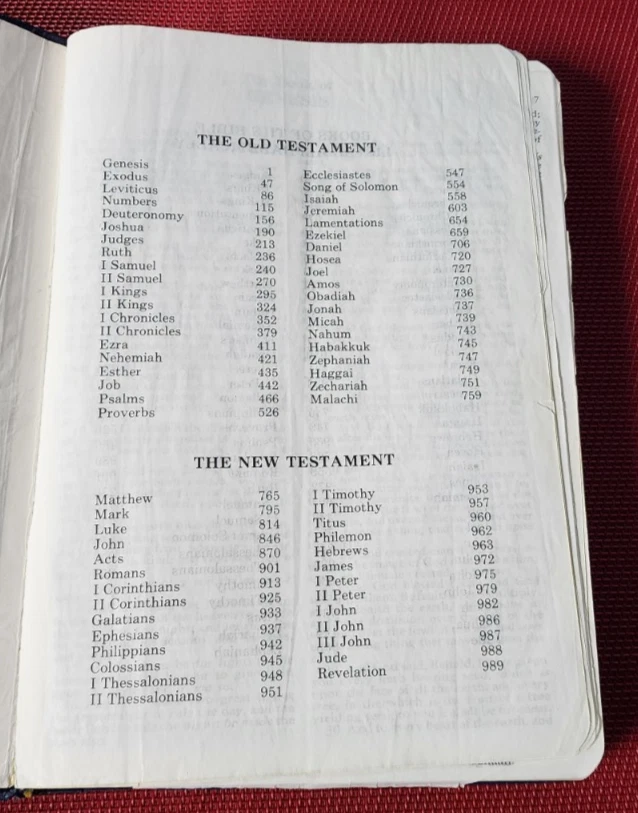 THE OLD TESTAMENT
Genesis 1
Exodus 47
Leviticus 86
Numbers 115
Deuteronomy 156
Joshua 190
Judges 213
Ruth 236
I Samuel 240
II Samuel 270
I Kings 295
II Kings 324
I Chronicles 352
II Chronicles 379
Ezra 411
Nehemiah 421
Esther 435
Job 442
Psalms 466
Proverbs 526
Ecclesiastes 547
Song of Solomon 554
Isaiah 558
Jeremiah 603
Lamentations 654
Ezekiel 659
Daniel 706
Hosea 720
Joel 727
Amos 730
Obadiah 736
Jonah 737
Micah 739
Nahum 743
Habakkuk 745
Zephaniah 747
Haggai 749
Zechariah 751
Malachi 759
THE NEW TESTAMENT
Matthew 765
Mark 795
Luke 814
John 846
Acts 870
Romans 901
I Corinthians 913
II Corinthians 925
Galatians 933
Ephesians 937
Philippians 942
Colossians 945
I Thessalonians 948
II Thessalonians 951
I Timothy 953
II Timothy 957
Titus 960
Philemon 962
Hebrews 963
James 972
I Peter 975
II Peter 979
I John 982
II John 986
III John 987
Jude 988
Revelation 989